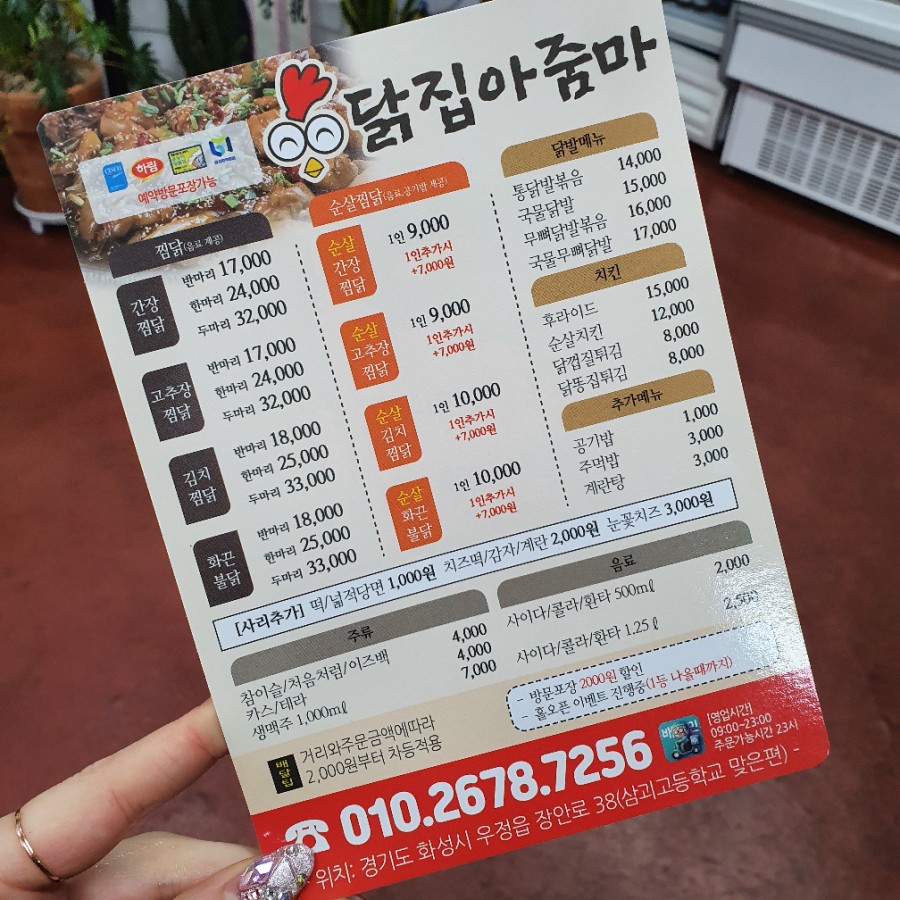 닭집아줌마
하림
예약방문포장가능
찜닭(음료 제공)
간장
찜닭
반마리 17,000
한마리 24,000
두마리 32,000
고추장
찜닭
반마리 17,000
한마리 24,000
두마리 32,000
김치
찜닭
반마리 18,000
한마리 25,000
두마리 33,000
화끈
불닭
반마리 18,000
한마리 25,000
두마리 33,000
순살찜닭(음료,공기밥 제공)
순살
간장
찜닭
1인 9,000
1인추가시
+7,000원
순살
고추장
찜닭
1인 9,000
1인추가시
+7,000원
순살
김치
찜닭
1인 10,000
1인추가시
+7,000원
순살
화끈
불닭
1인 10,000
1인추가시
+7,000원
닭발메뉴
통닭발볶음 14,000
국물닭발 15,000
무뼈닭발볶음 16,000
국물무뼈닭발 17,000
치킨
후라이드 15,000
순살치킨 12,000
닭껍질튀김 8,000
닭똥집튀김 8,000
추가메뉴
공기밥 1,000
주먹밥 3,000
계란탕 3,000
[사리추가] 떡/넓적당면 1,000원 치즈떡/감자/계란 2,000원 눈꽃치즈 3,000원
주류
참이슬/처음처럼/이즈백 4,000
카스/테라 4,000
생맥주 1,000㎖ 7,000
음료
사이다/콜라/환타 500㎖ 2,000
사이다/콜라/환타 1.25ℓ 2,500
- 방문포장 2000원 할인
- 홀오픈 이벤트 진행중(1등 나올때까지)
배달팁
거리와주문금액에따라
2,000원부터 차등적용
☎ 010.2678.7256
[영업시간]
09:00~23:00
주문가능시간 23시
위치: 경기도 화성시 우정읍 장안로 38(삼괴고등학교 맞은편) -